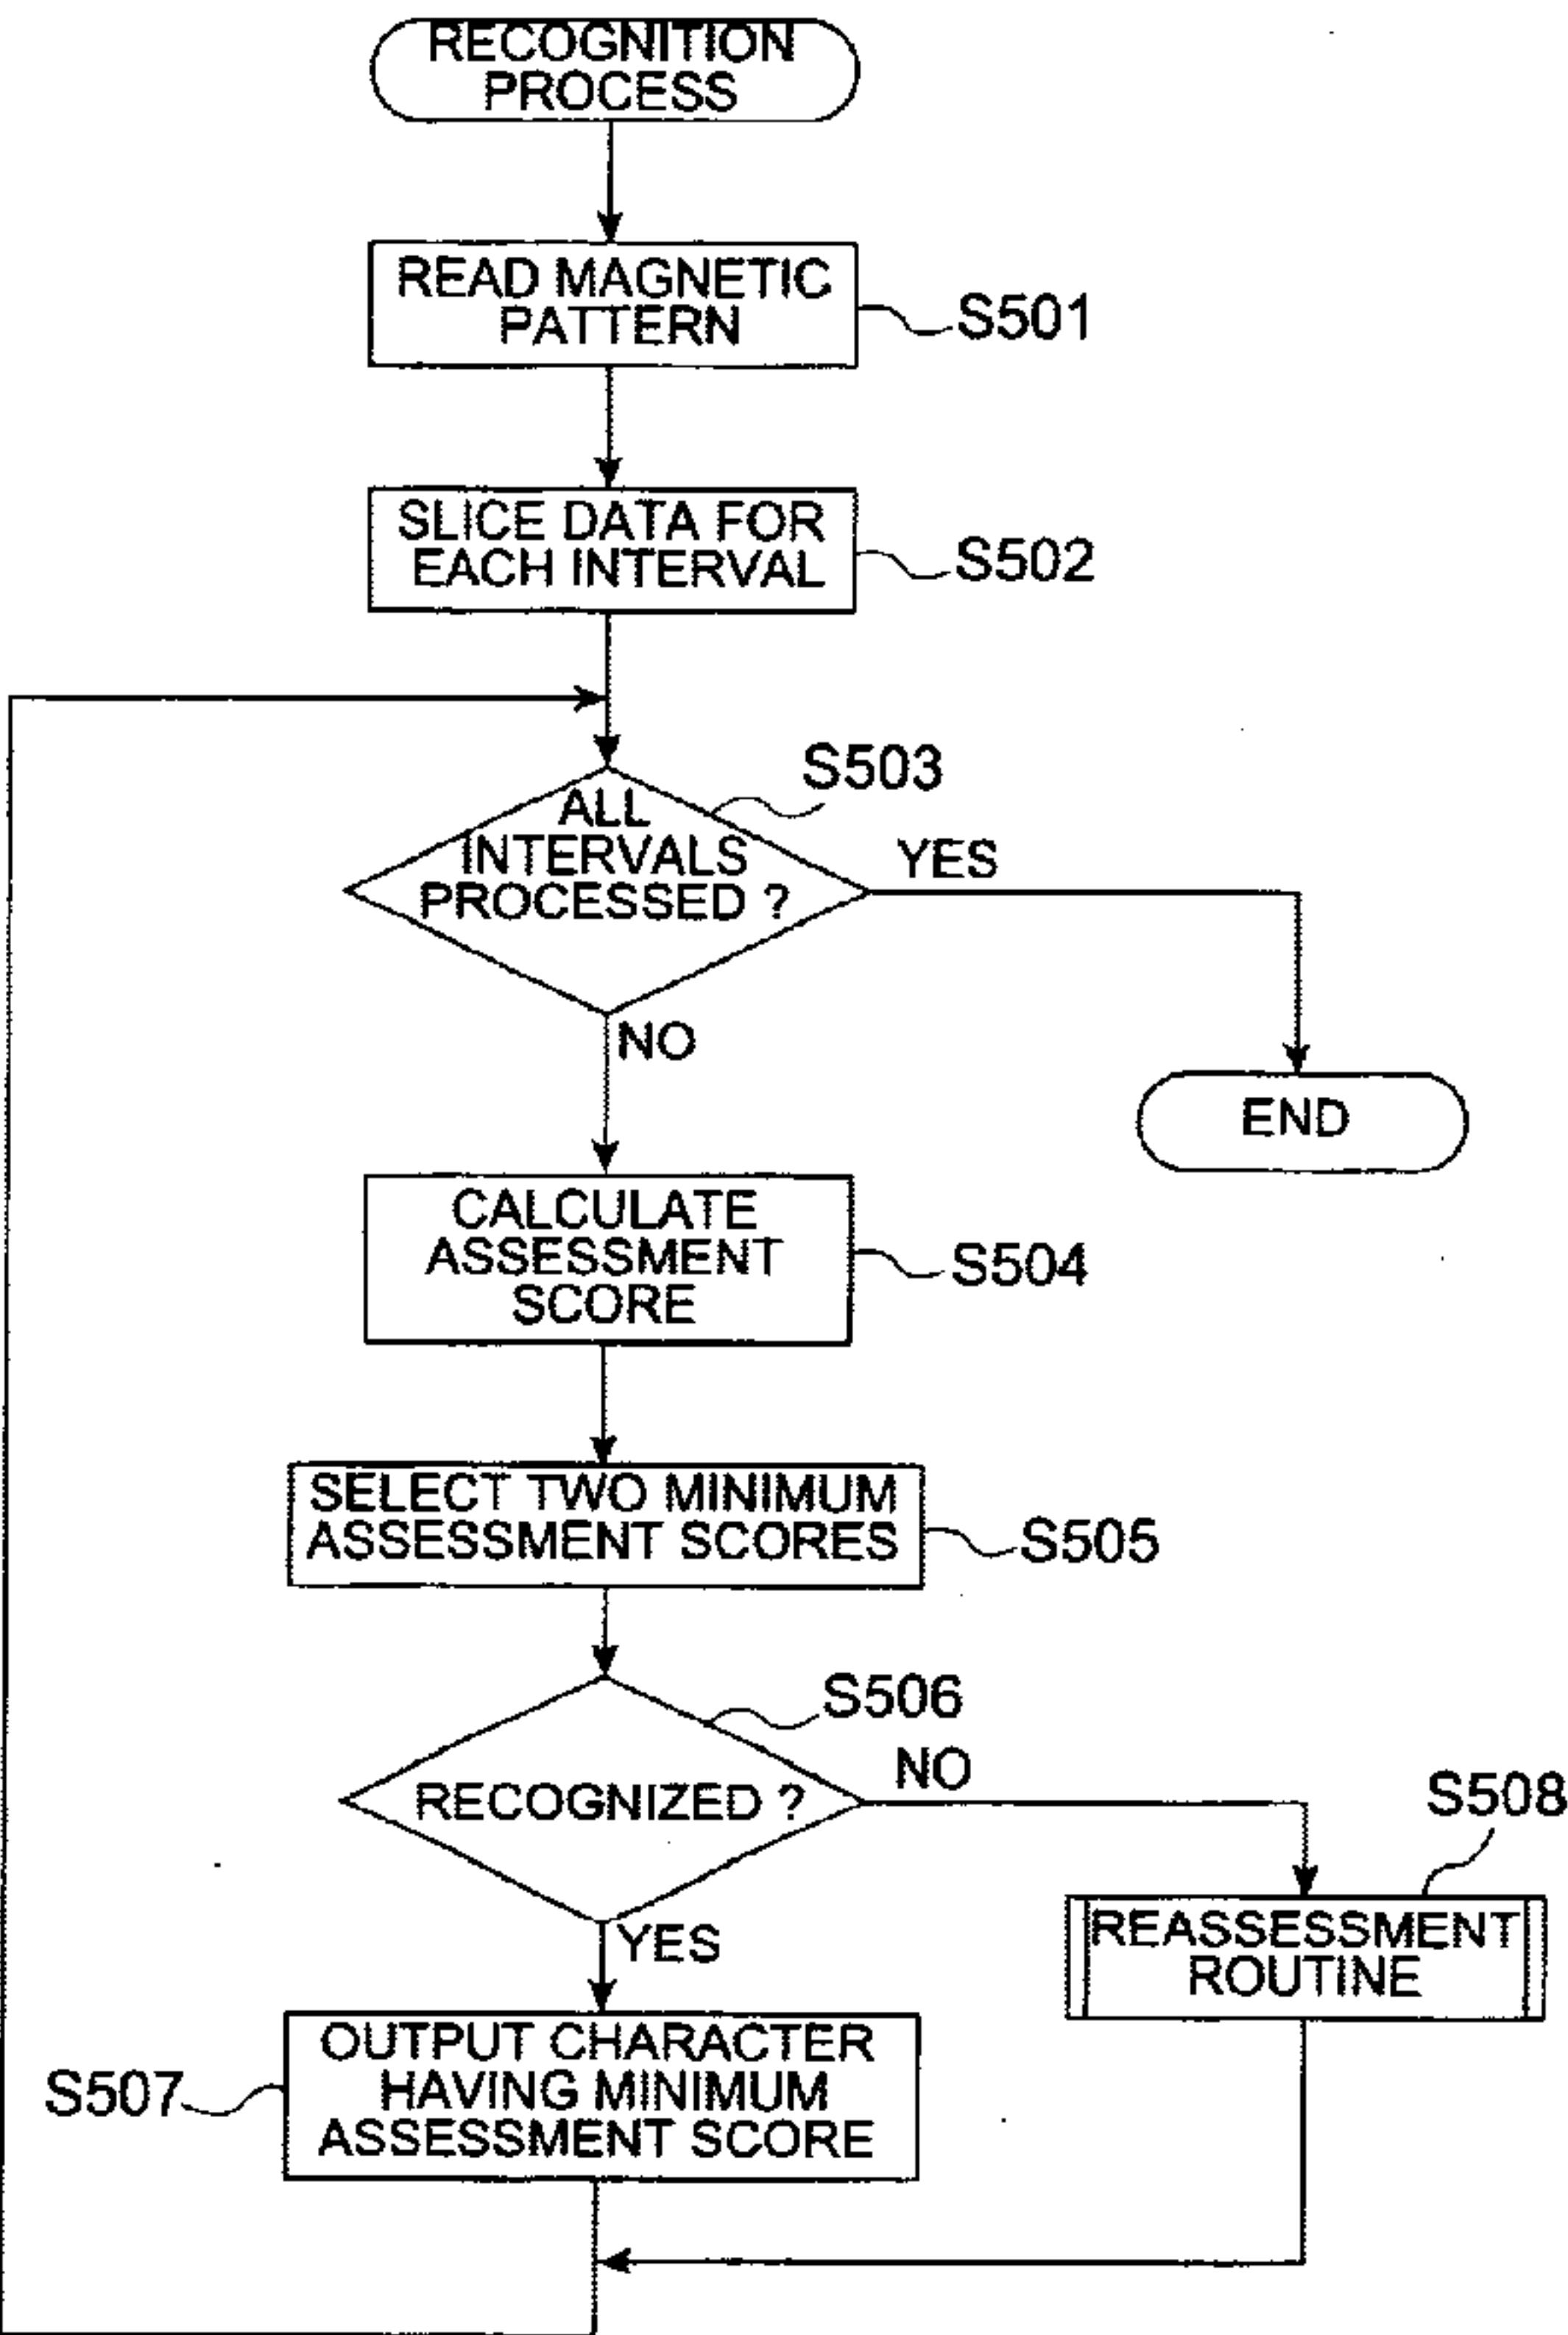 RECOGNITION
PROCESS
READ MAGNETIC
PATTERN
S501
SLICE DATA FOR
EACH INTERVAL
S502
S503
ALL
INTERVALS
PROCESSED ?
YES
NO
END
CALCULATE
ASSESSMENT
SCORE
S504
SELECT TWO MINIMUM
ASSESSMENT SCORES
S505
S506
RECOGNIZED ?
NO
S508
YES
REASSESSMENT
ROUTINE
OUTPUT CHARACTER
HAVING MINIMUM
ASSESSMENT SCORE
S507